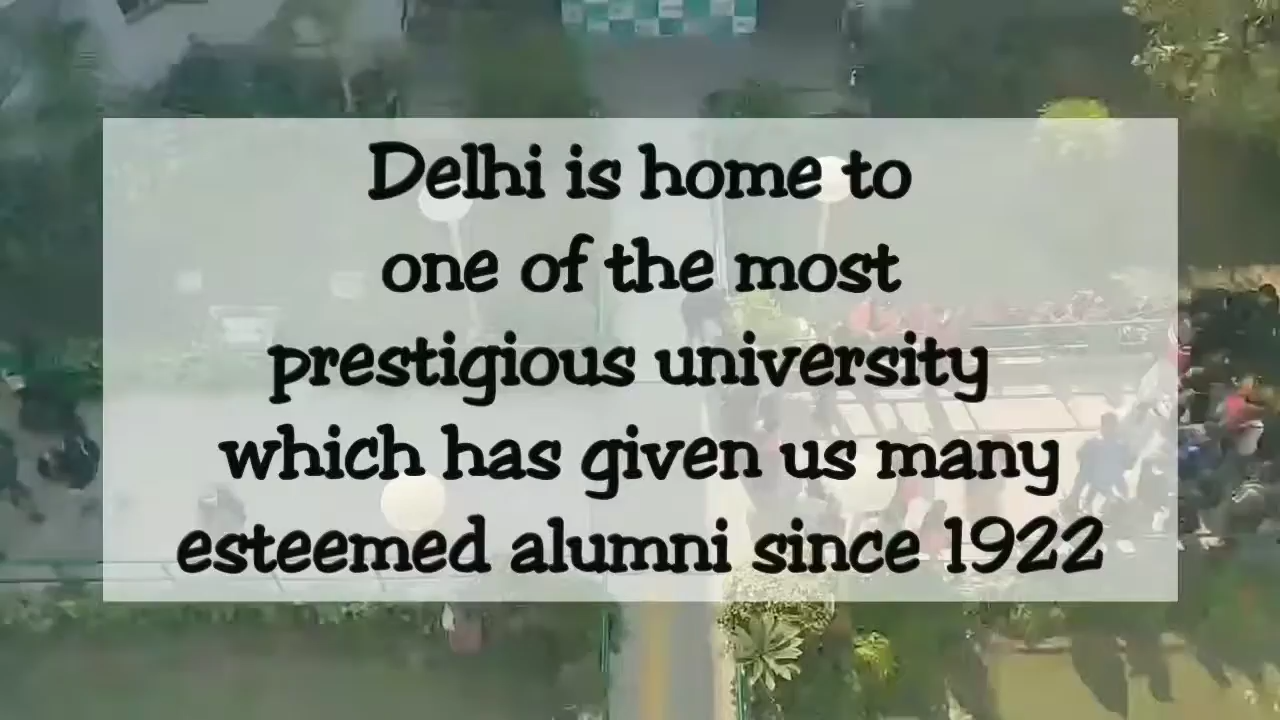 Delhi is home to
one of the most
prestigious university
which has given us many
esteemed alumni since 1922